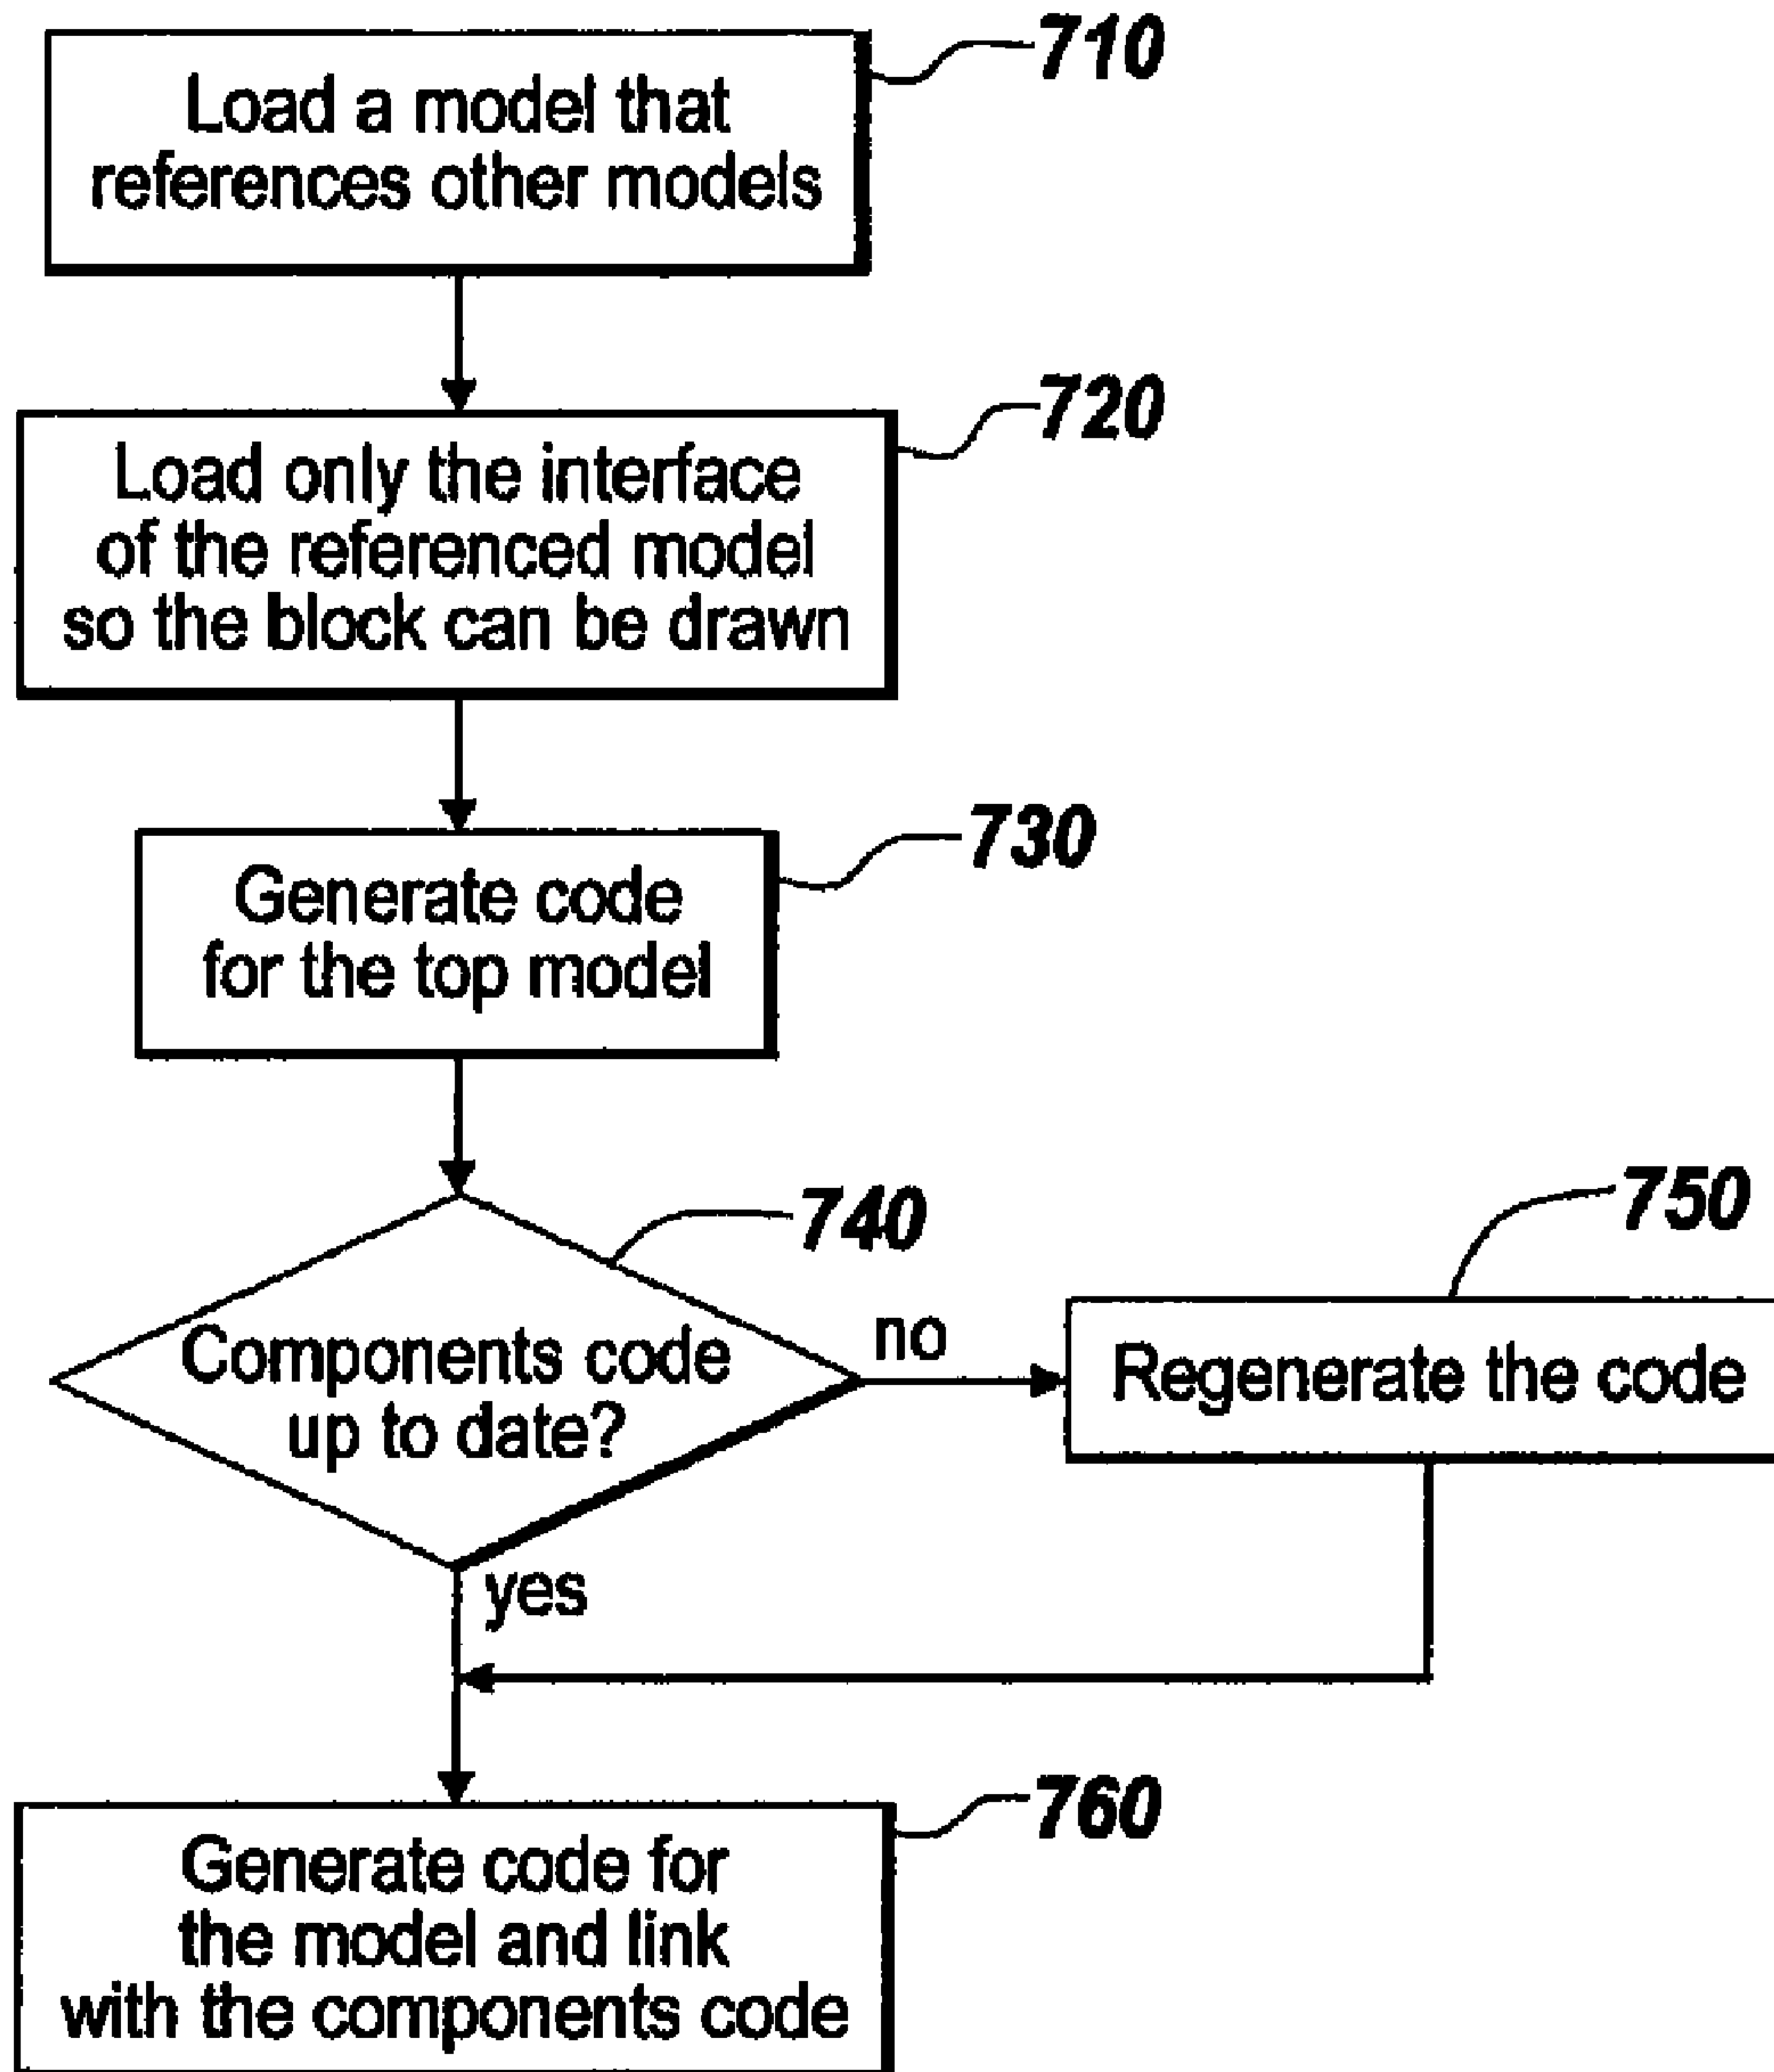 710
Load a model that
references other models
720
Load only the interface
of the referenced model
so the block can be drawn
730
Generate code
for the top model
740
Components code
up to date?
no
750
Regenerate the code
yes
760
Generate code for
the model and link
with the components code